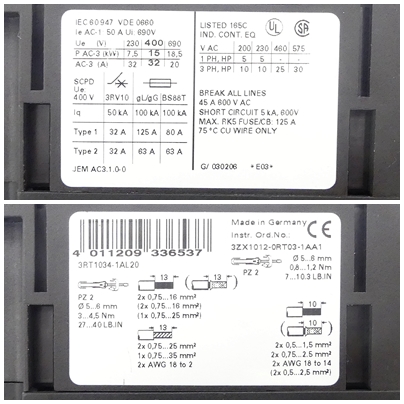 IEC 60947 VDE 0660
Ie AC-1 50 A Ui 690V
Ue (V) 230 400 690
P AC-3 (kW) 7,5 15 18,5
AC-3 (A) 32 32 20
SCPD
Ue
400 V 3RV10 gL/gG BS88T
Iq 50 kA 100 kA 100 kA
Type 1 32 A 125 A 80 A
Type 2 32 A 63 A 63 A
JEM AC3.1.0-0
LISTED 165C
IND. CONT. EQ
UL SA
V AC 200 230 460 575
1 PH, HP 5 5 - -
3 PH, HP 10 10 25 30
BREAK ALL LINES
45 A 600 V AC
SHORT CIRCUIT 5 kA, 600V
MAX. RK5 FUSE/CB. 125 A
75 °C CU WIRE ONLY
G/ 030206 *E03*
4 011209 336537
3RT1034-1AL20
Made in Germany
Instr. Ord.No.:
3ZX1012-0RT03-1AA1
CE
PZ 2
Ø 5...6 mm
3...4,5 Nm
27...40 LB.IN
13
13
2x 0,75...16 mm²
2x 0,75...16 mm²
(1x 0,75...25 mm²)
13
2x 0,75...25 mm²
1x 0,75...35 mm²
2x AWG 18 to 2
PZ 2
Ø 5...6 mm
0,8...1,2 Nm
7...10.3 LB.IN
10
10
2x 0,5...1,5 mm²
2x 0,75...2.5 mm²
2x AWG 18 to 14
(2x 0,5...2,5 mm²)